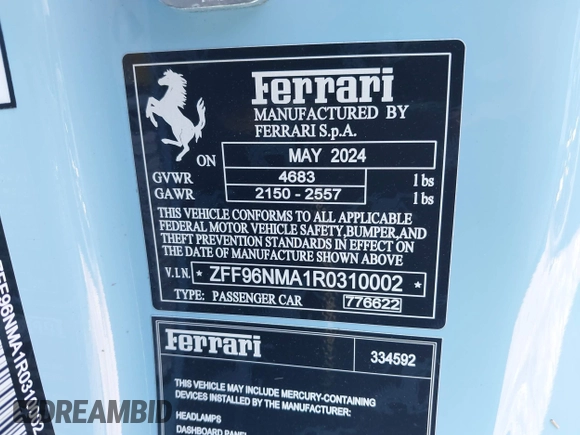 Ferrari
MANUFACTURED BY
FERRARI S.p.A.
ON MAY 2024
GVWR 4683 lbs
GAWR 2150 - 2557 lbs
THIS VEHICLE CONFORMS TO ALL APPLICABLE
FEDERAL MOTOR VEHICLE SAFETY,BUMPER,AND
THEFT PREVENTION STANDARDS IN EFFECT ON
THE DATE OF MANUFACTURE SHOWN ABOVE
V.I.N. * ZFF96NMA1R0310002 *
TYPE: PASSENGER CAR 776622
Ferrari 334592
THIS VEHICLE MAY INCLUDE MERCURY-CONTAINING
DEVICES INSTALLED BY THE MANUFACTURER:
HEADLAMPS
DASHBOARD PANEL
ZFF96NMA1R0310002
DREAMBID